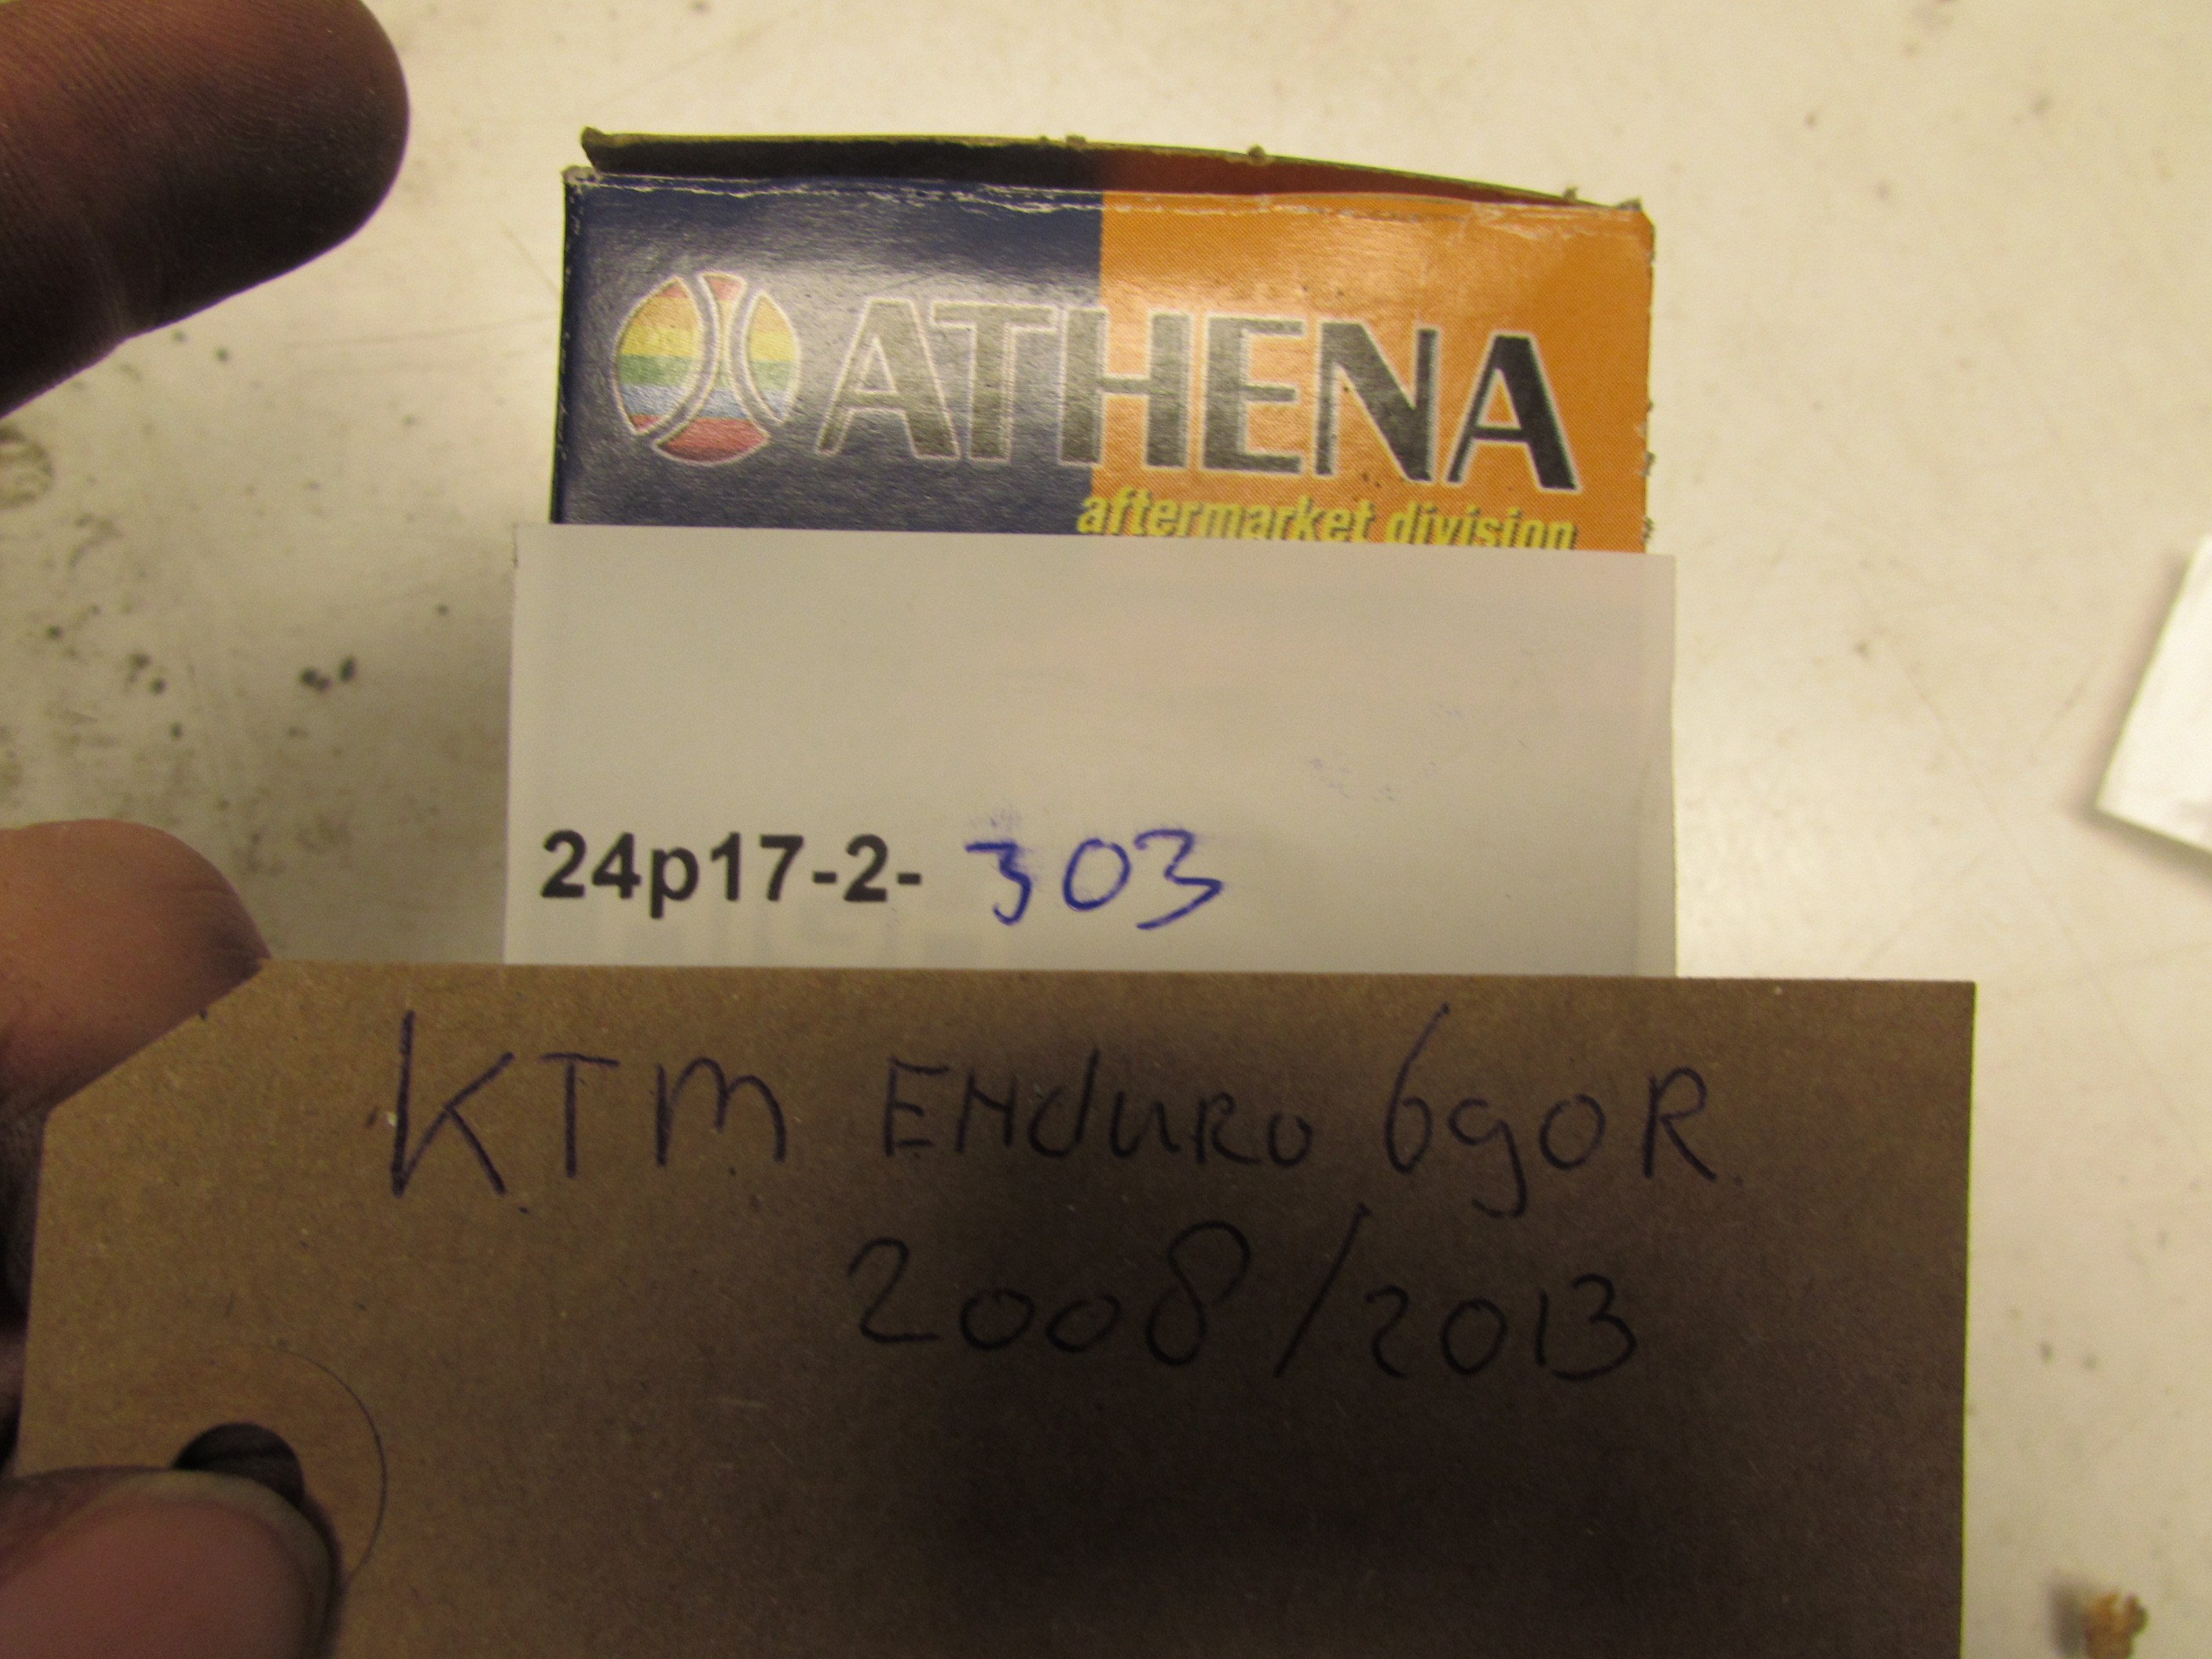 ATHENA
aftermarket division
24p17-2- 303
KTM ENduRo 690R
2008/2013